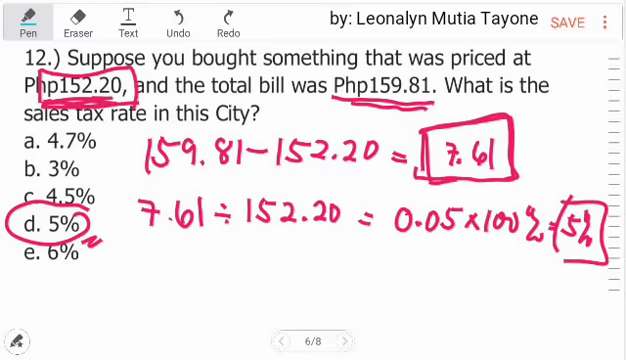 by: Leonalyn Mutia Tayone
SAVE
Pen
Eraser
Text
Undo
Redo
12.) Suppose you bought something that was priced at
Php152.20, and the total bill was Php159.81. What is the
sales tax rate in this City?
a. 4.7%
159.81 - 152.20 = 7.61
b. 3%
c. 4.5%
7.61 ÷ 152.20 = 0.05 x 100% = 5%
d. 5%
e. 6%
6/8